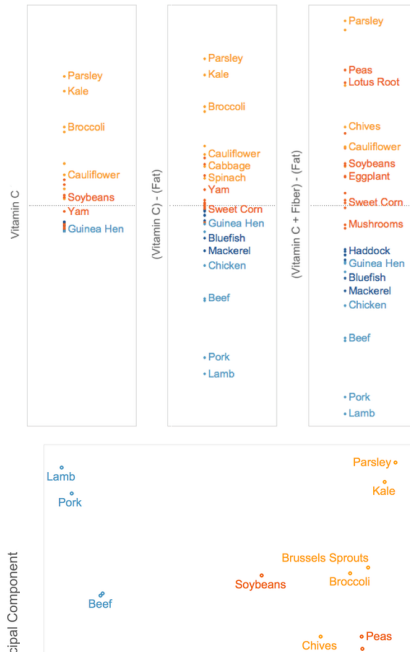 Vitamin C
Parsley
Kale
Broccoli
Cauliflower
Soybeans
Yam
Guinea Hen
(Vitamin C) - (Fat)
Parsley
Kale
Broccoli
Cauliflower
Cabbage
Spinach
Yam
Sweet Corn
Guinea Hen
Bluefish
Mackerel
Chicken
Beef
Pork
Lamb
(Vitamin C + Fiber) - (Fat)
Parsley
Peas
Lotus Root
Chives
Cauliflower
Soybeans
Eggplant
Sweet Corn
Mushrooms
Haddock
Guinea Hen
Bluefish
Mackerel
Chicken
Beef
Pork
Lamb
cipal Component
Lamb
Pork
Beef
Parsley
Kale
Brussels Sprouts
Broccoli
Soybeans
Chives
Peas